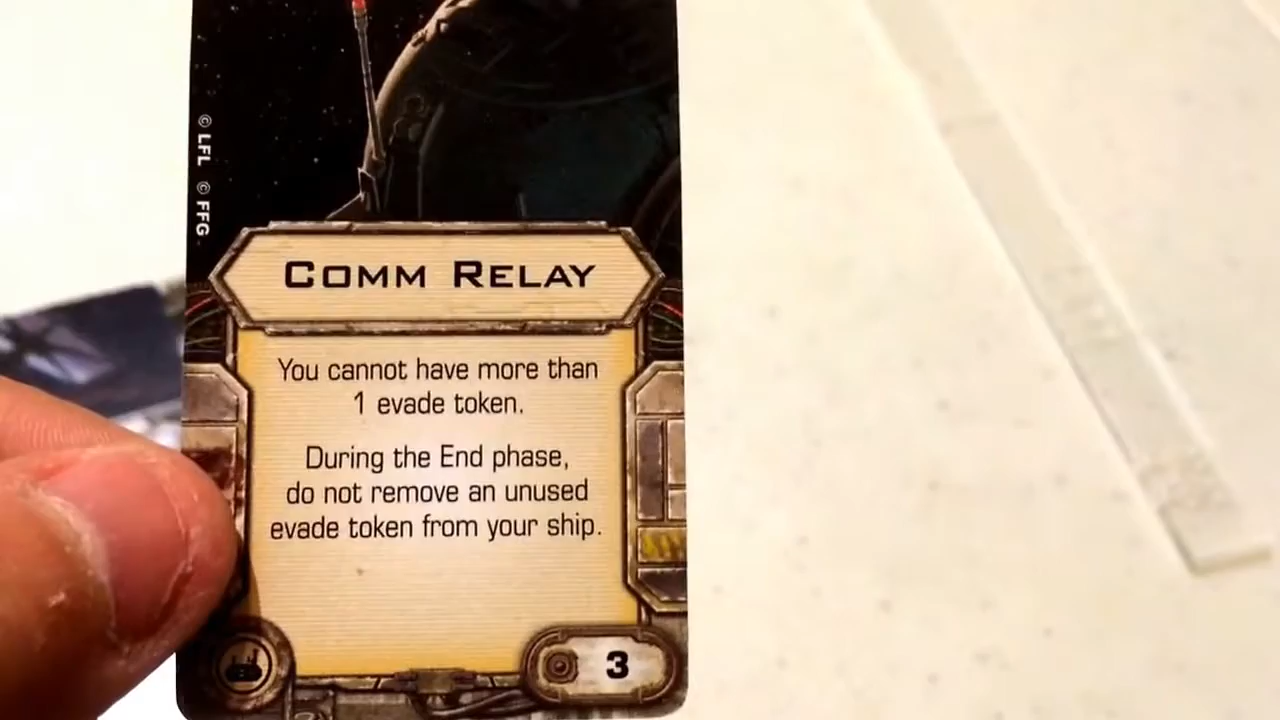 © LFL © FFG
COMM RELAY
You cannot have more than
1 evade token.
During the End phase,
do not remove an unused
evade token from your ship.
3